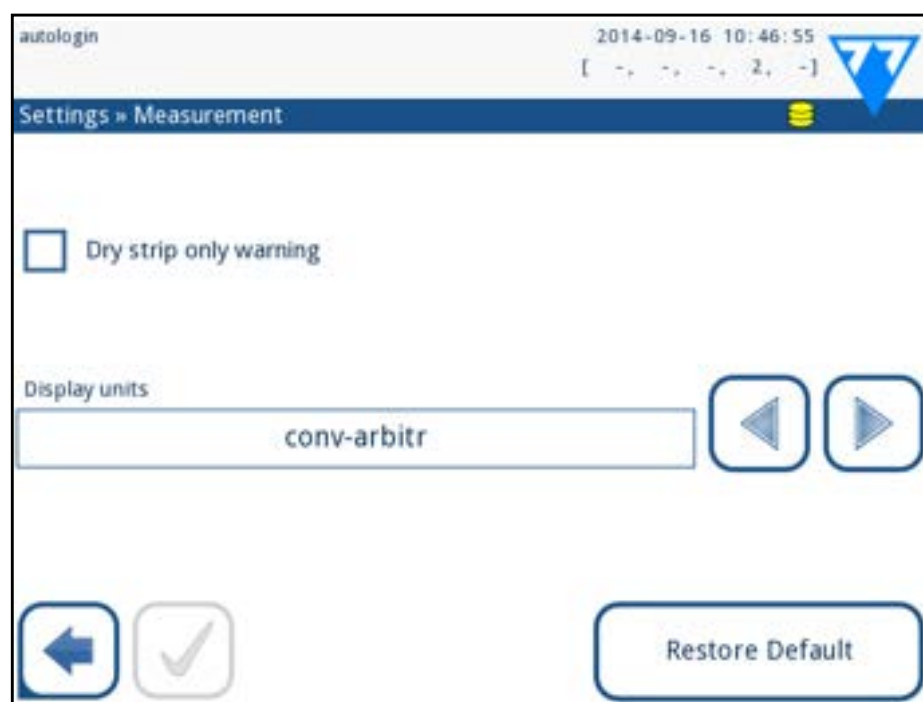 autologin
2014-09-16 10:46:55
[ -, -, -, 2, -]
Settings » Measurement
Dry strip only warning
Display units
conv-arbitr
Restore Default